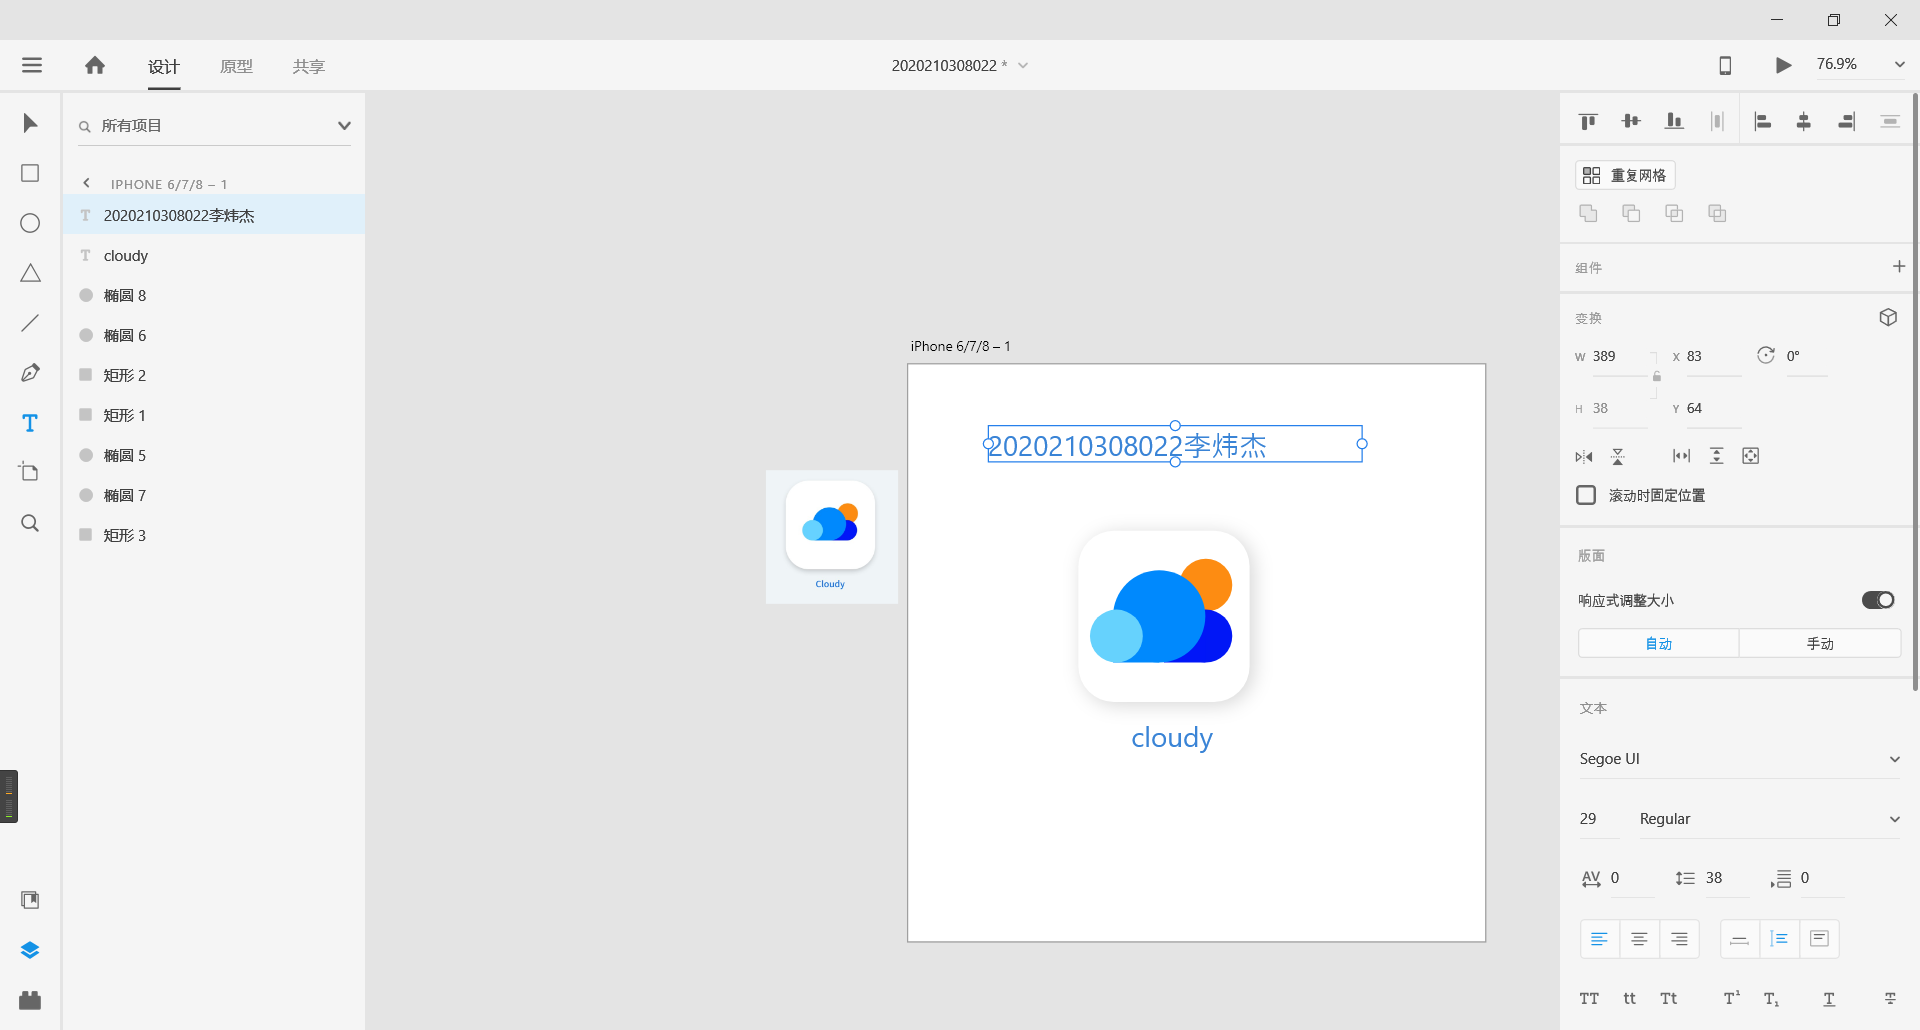 设计
原型
共享
2020210308022 *
76.9%
所有项目
IPHONE 6/7/8 – 1
2020210308022李炜杰
cloudy
椭圆 8
椭圆 6
矩形 2
矩形 1
椭圆 5
椭圆 7
矩形 3
Cloudy
iPhone 6/7/8 – 1
2020210308022李炜杰
cloudy
重复网格
组件
变换
W 389
X 83
0°
H 38
Y 64
滚动时固定位置
版面
响应式调整大小
自动
手动
文本
Segoe UI
29
Regular
AV 0
38
0
TT
tt
Tt
T¹
T₁
T
T